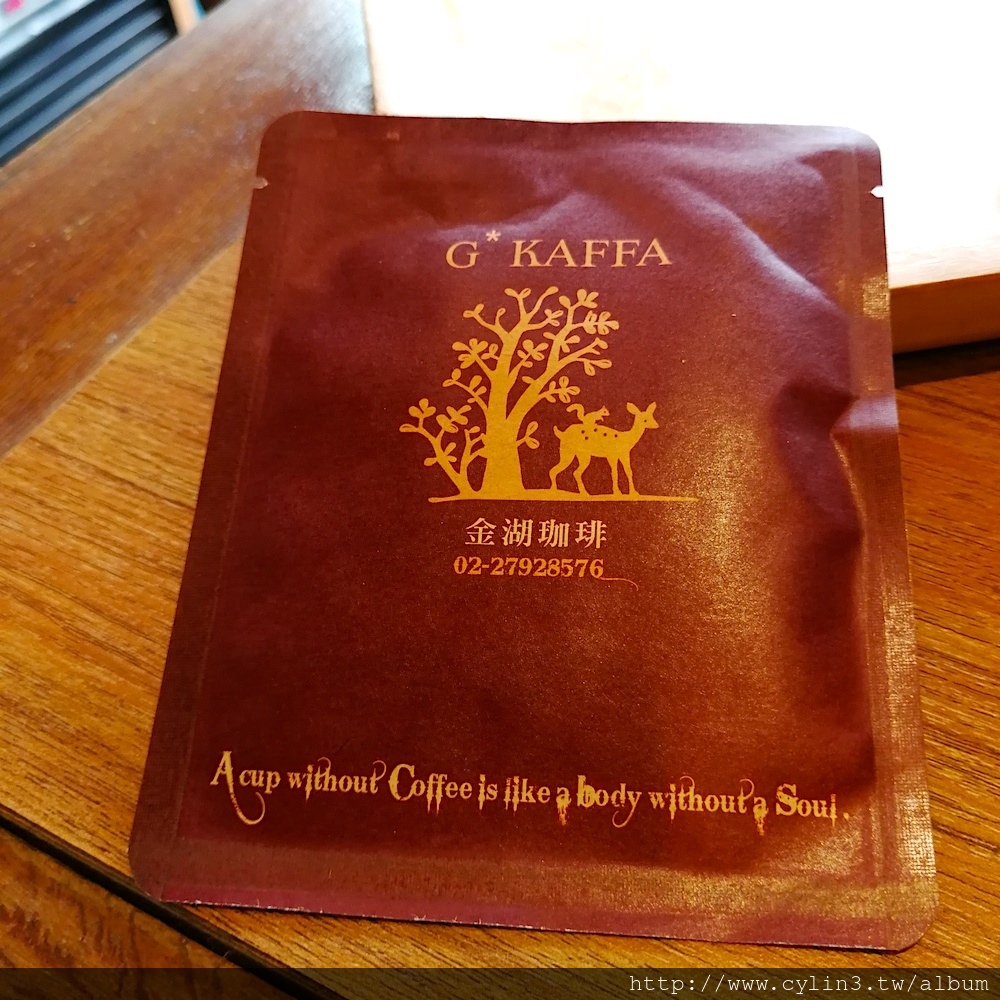 G* KAFFA
金湖珈琲
02-27928576
A cup without Coffee is like a body without a Soul.
http://www.cylin3.tw/album